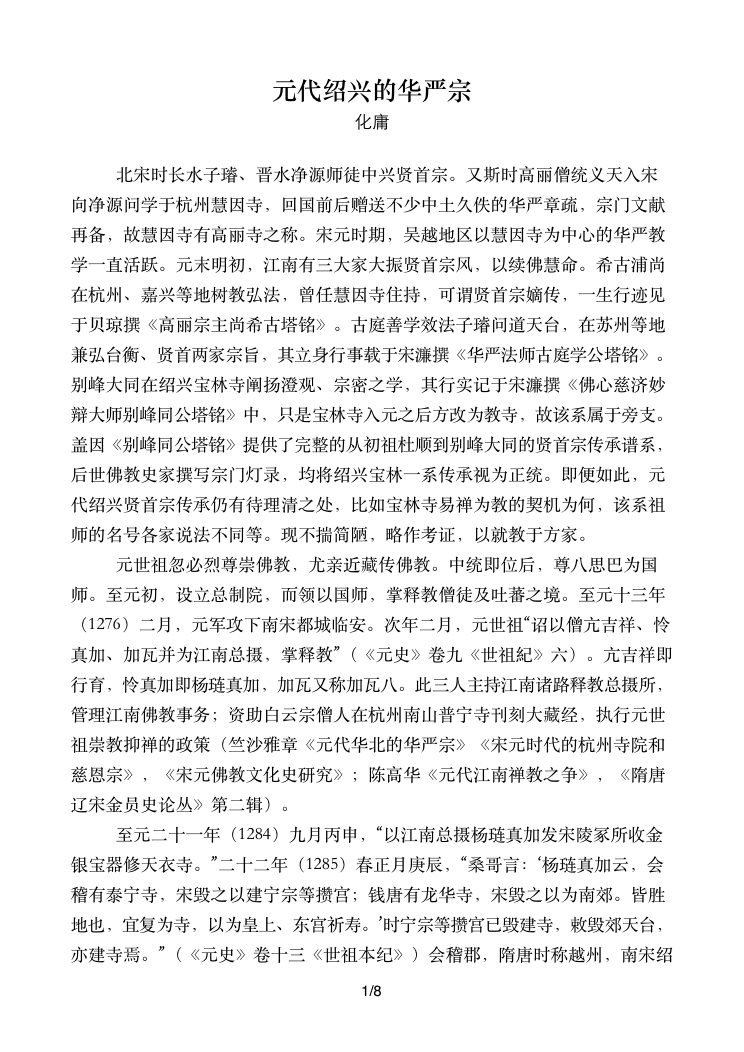 元代绍兴的华严宗
化庸
北宋时长水子璿、晋水净源师徒中兴贤首宗。又斯时高丽僧统义天入宋
向净源问学于杭州慧因寺，回国前后赠送不少中土久佚的华严章疏，宗门文献
再备，故慧因寺有高丽寺之称。宋元时期，吴越地区以慧因寺为中心的华严教
学一直活跃。元末明初，江南有三大家大振贤首宗风，以续佛慧命。希古浦尚
在杭州、嘉兴等地树教弘法，曾任慧因寺住持，可谓贤首宗嫡传，一生行迹见
于贝琼撰《高丽宗主尚希古塔铭》。古庭善学效法子璿问道天台，在苏州等地
兼弘台衡、贤首两家宗旨，其立身行事载于宋濂撰《华严法师古庭学公塔铭》。
别峰大同在绍兴宝林寺阐扬澄观、宗密之学，其行实记于宋濂撰《佛心慈济妙
辩大师别峰同公塔铭》中，只是宝林寺入元之后方改为教寺，故该系属于旁支。
盖因《别峰同公塔铭》提供了完整的从初祖杜顺到别峰大同的贤首宗传承谱系，
后世佛教史家撰写宗门灯录，均将绍兴宝林一系传承视为正统。即便如此，元
代绍兴贤首宗传承仍有待理清之处，比如宝林寺易禅为教的契机为何，该系祖
师的名号各家说法不同等。现不揣简陋，略作考证，以就教于方家。
元世祖忽必烈尊崇佛教，尤亲近藏传佛教。中统即位后，尊八思巴为国
师。至元初，设立总制院，而领以国师，掌释教僧徒及吐蕃之境。至元十三年
（1276）二月，元军攻下南宋都城临安。次年二月，元世祖“诏以僧亢吉祥、怜
真加、加瓦并为江南总摄，掌释教”（《元史》卷九《世祖紀》六）。亢吉祥即
行育，怜真加即杨琏真加，加瓦又称加瓦八。此三人主持江南诸路释教总摄所，
管理江南佛教事务；资助白云宗僧人在杭州南山普宁寺刊刻大藏经，执行元世
祖崇教抑禅的政策（竺沙雅章《元代华北的华严宗》《宋元时代的杭州寺院和
慈恩宗》，《宋元佛教文化史研究》；陈高华《元代江南禅教之争》，《隋唐
辽宋金元史论丛》第二辑）。
至元二十一年（1284）九月丙申，“以江南总摄杨琏真加发宋陵冢所收金
银宝器修天衣寺。”二十二年（1285）春正月庚辰，“桑哥言：‘杨琏真加云，会
稽有泰宁寺，宋毁之以建宁宗等攒宫；钱唐有龙华寺，宋毁之以为南郊。皆胜
地也，宜复为寺，以为皇上、东宫祈寿。’时宁宗等攒宫已毁建寺，敕毁郊天台，
亦建寺焉。”（《元史》卷十三《世祖本纪》）会稽郡，隋唐时称越州，南宋绍
1/8